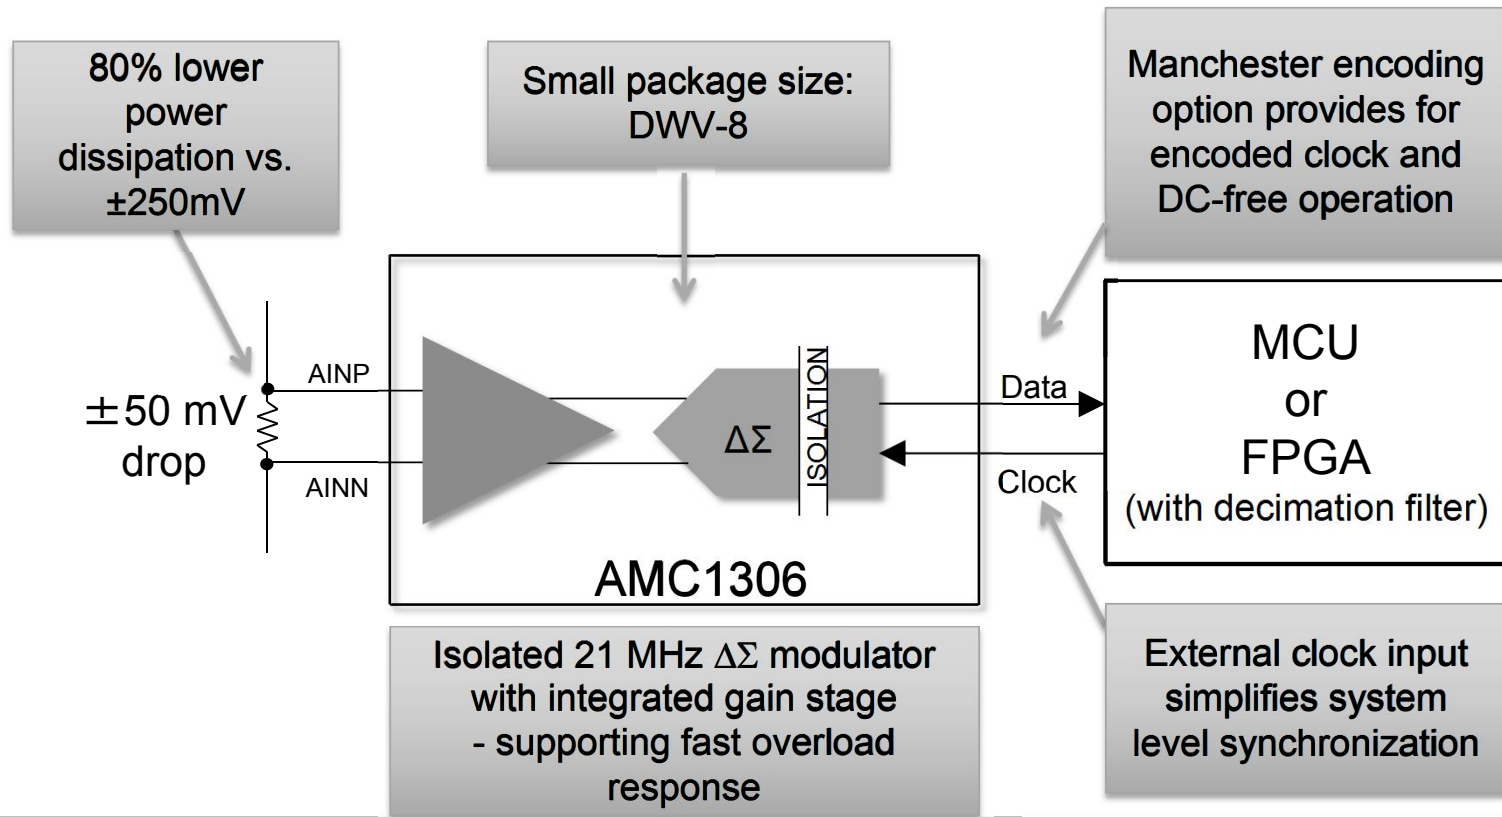 80% lower
power
dissipation vs.
±250mV
Small package size:
DWV-8
Manchester encoding
option provides for
encoded clock and
DC-free operation
±50 mV
drop
AINP
AINN
ΔΣ
ISOLATION
AMC1306
Data
Clock
MCU
or
FPGA
(with decimation filter)
Isolated 21 MHz ΔΣ modulator
with integrated gain stage
- supporting fast overload
response
External clock input
simplifies system
level synchronization